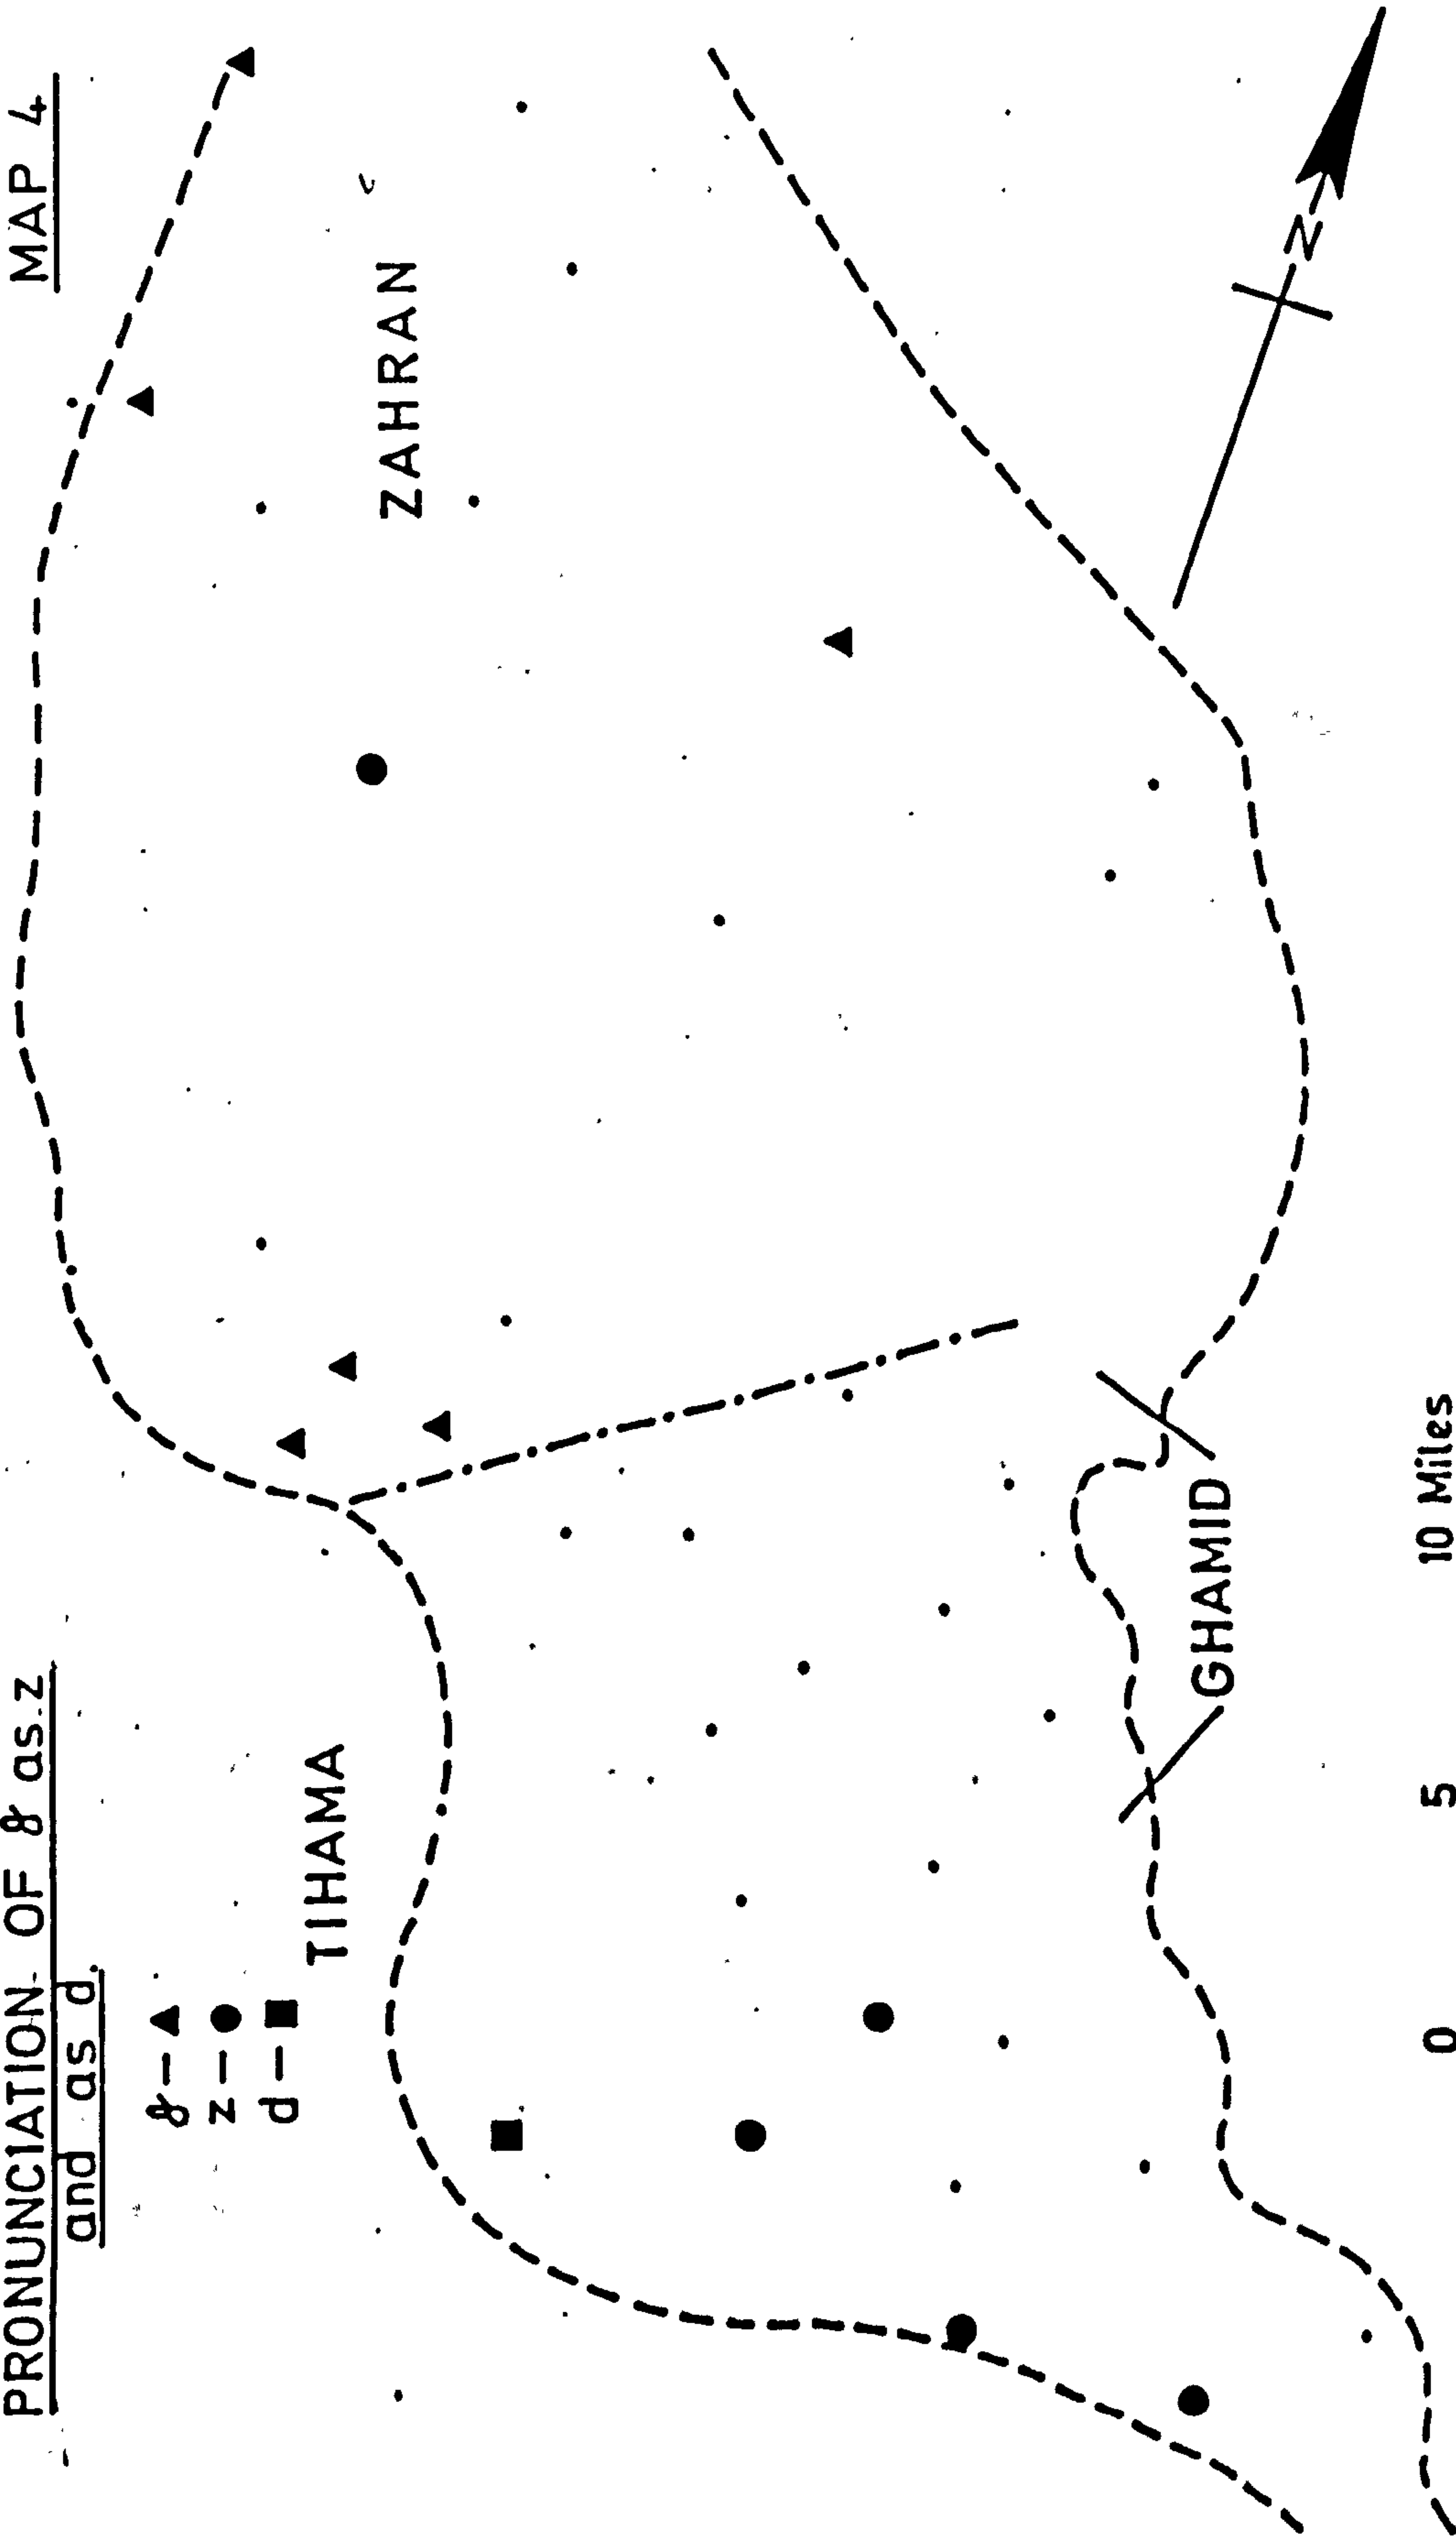 MAP 4
PRONUNCIATION OF ð as z
and as d.
ð – ▲
z – ●
d – ■
TIHAMA
ZAHRAN
GHAMID
N
0 5 10 Miles